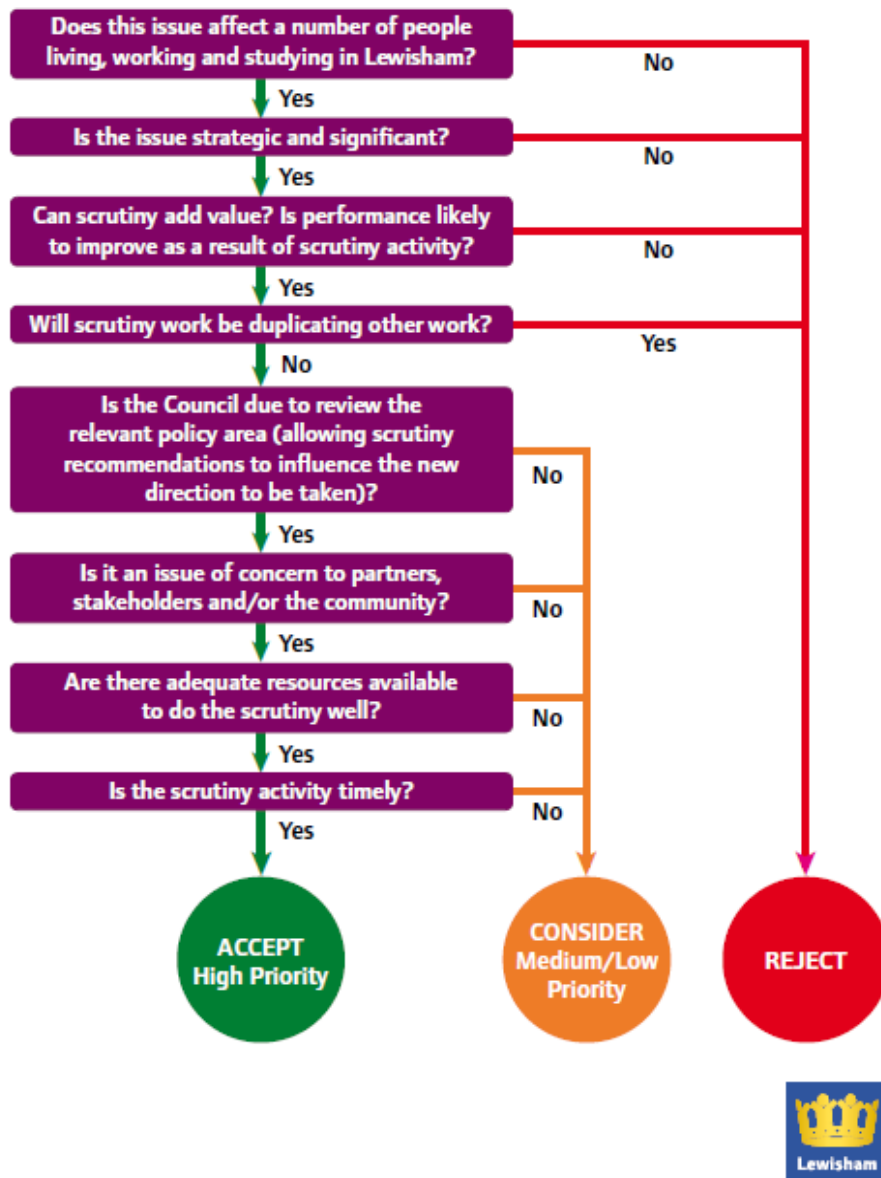 Does this issue affect a number of people
living, working and studying in Lewisham?
No
Yes
Is the issue strategic and significant?
No
Yes
Can scrutiny add value? Is performance likely
to improve as a result of scrutiny activity?
No
Yes
Will scrutiny work be duplicating other work?
Yes
No
Is the Council due to review the
relevant policy area (allowing scrutiny
recommendations to influence the new
direction to be taken)?
No
Yes
Is it an issue of concern to partners,
stakeholders and/or the community?
No
Yes
Are there adequate resources available
to do the scrutiny well?
No
Yes
Is the scrutiny activity timely?
No
Yes
ACCEPT
High Priority
CONSIDER
Medium/Low
Priority
REJECT
Lewisham